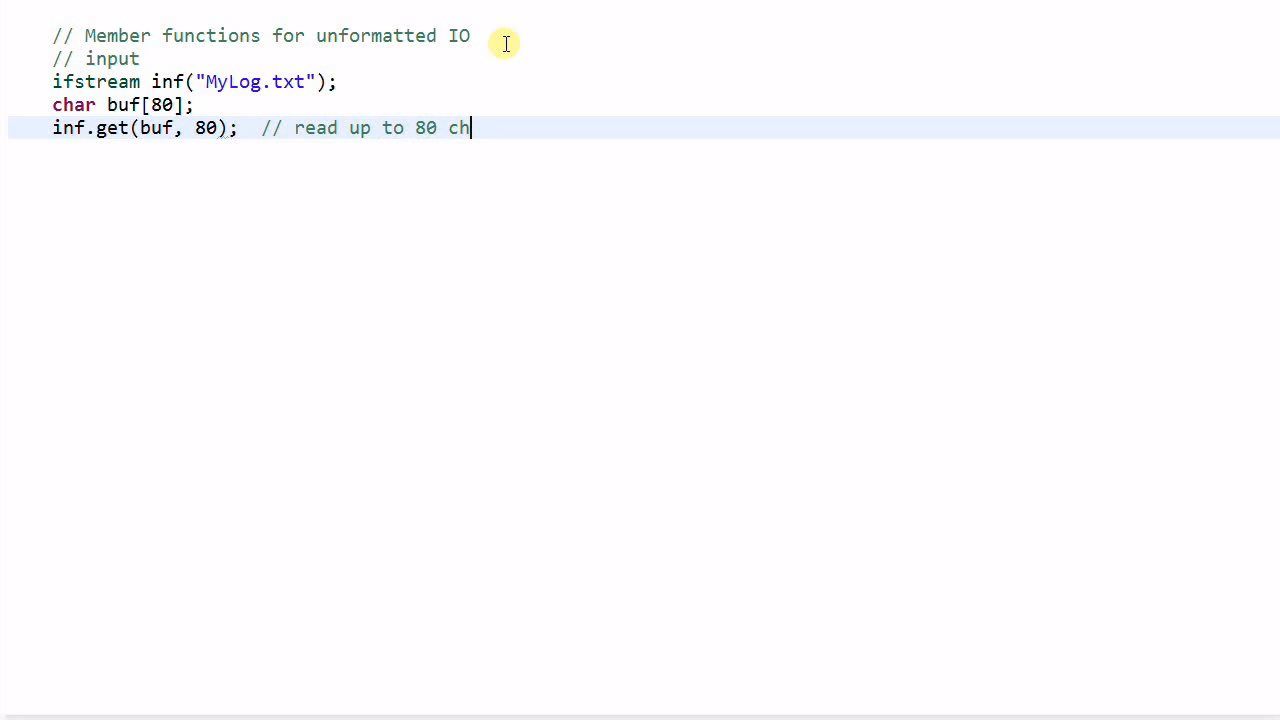 // Member functions for unformatted IO
// input
ifstream inf("MyLog.txt");
char buf[80];
inf.get(buf, 80);  // read up to 80 ch